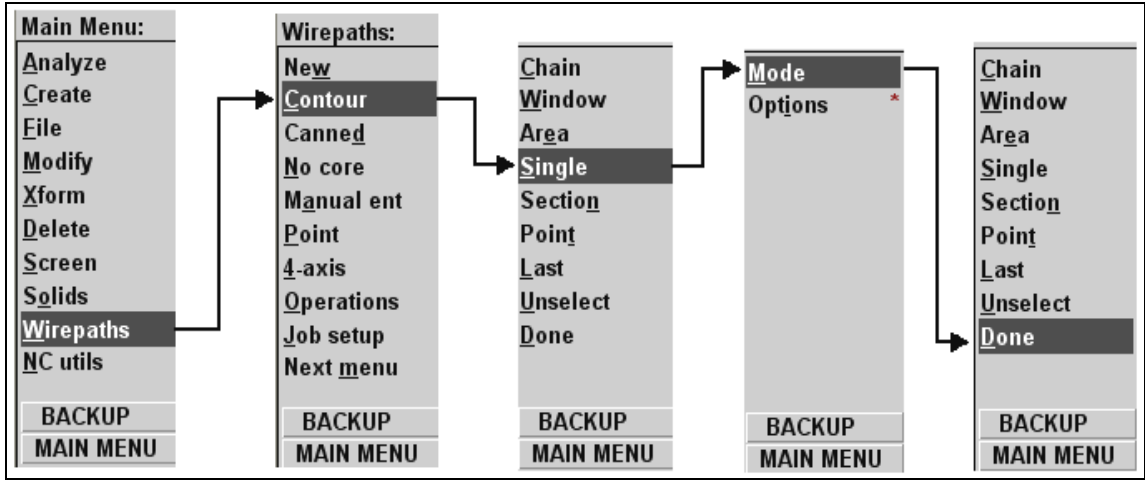 Main Menu:
Analyze
Create
File
Modify
Xform
Delete
Screen
Solids
Wirepaths
NC utils
BACKUP
MAIN MENU
Wirepaths:
New
Contour
Canned
No core
Manual ent
Point
4-axis
Operations
Job setup
Next menu
BACKUP
MAIN MENU
Chain
Window
Area
Single
Section
Point
Last
Unselect
Done
BACKUP
MAIN MENU
Mode
Options *
BACKUP
MAIN MENU
Chain
Window
Area
Single
Section
Point
Last
Unselect
Done
BACKUP
MAIN MENU